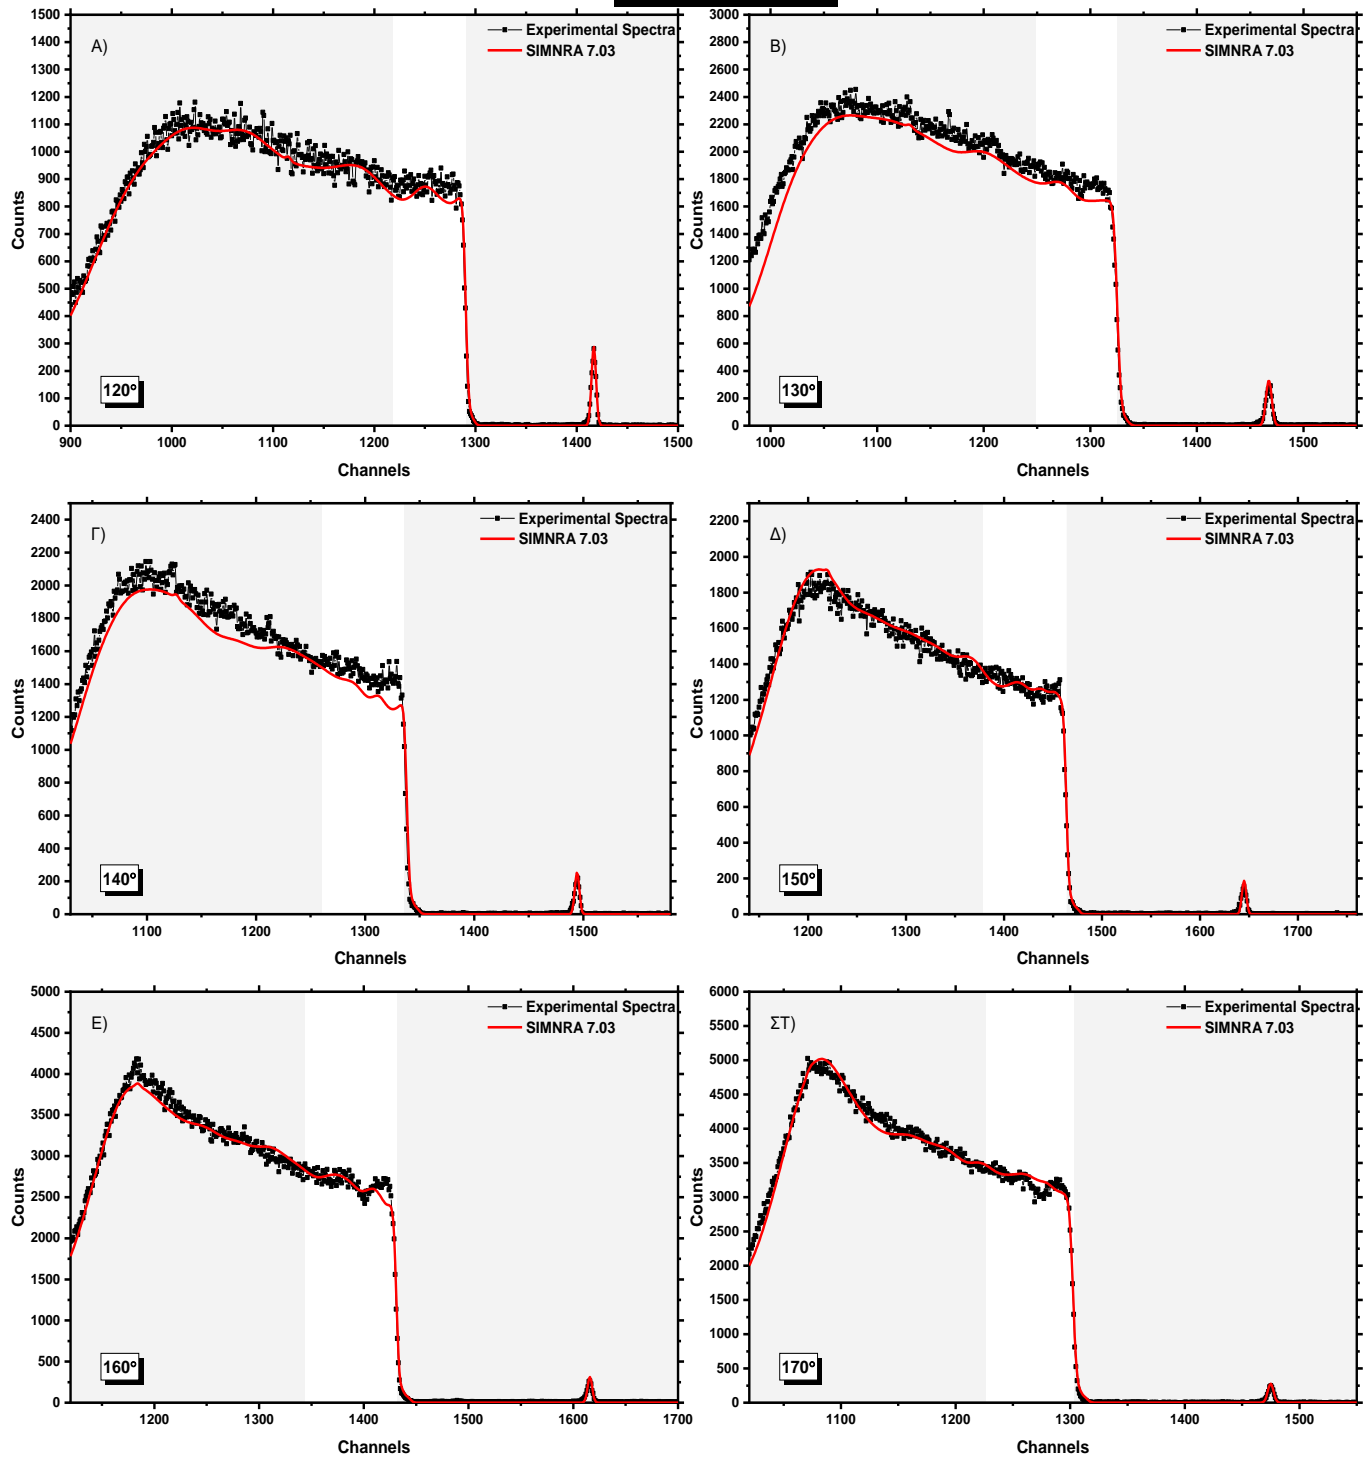 Α)
Experimental Spectra
SIMNRA 7.03
Counts
1500
1400
1300
1200
1100
1000
900
800
700
600
500
400
300
200
100
0
120°
900 1000 1100 1200 1300 1400 1500
Channels
Β)
Experimental Spectra
SIMNRA 7.03
Counts
3000
2800
2600
2400
2200
2000
1800
1600
1400
1200
1000
800
600
400
200
0
130°
1000 1100 1200 1300 1400 1500
Channels
Γ)
Experimental Spectra
SIMNRA 7.03
Counts
2400
2200
2000
1800
1600
1400
1200
1000
800
600
400
200
0
140°
1100 1200 1300 1400 1500
Channels
Δ)
Experimental Spectra
SIMNRA 7.03
Counts
2200
2000
1800
1600
1400
1200
1000
800
600
400
200
0
150°
1200 1300 1400 1500 1600 1700
Channels
Ε)
Experimental Spectra
SIMNRA 7.03
Counts
5000
4500
4000
3500
3000
2500
2000
1500
1000
500
0
160°
1200 1300 1400 1500 1600 1700
Channels
ΣΤ)
Experimental Spectra
SIMNRA 7.03
Counts
6000
5500
5000
4500
4000
3500
3000
2500
2000
1500
1000
500
0
170°
1100 1200 1300 1400 1500
Channels